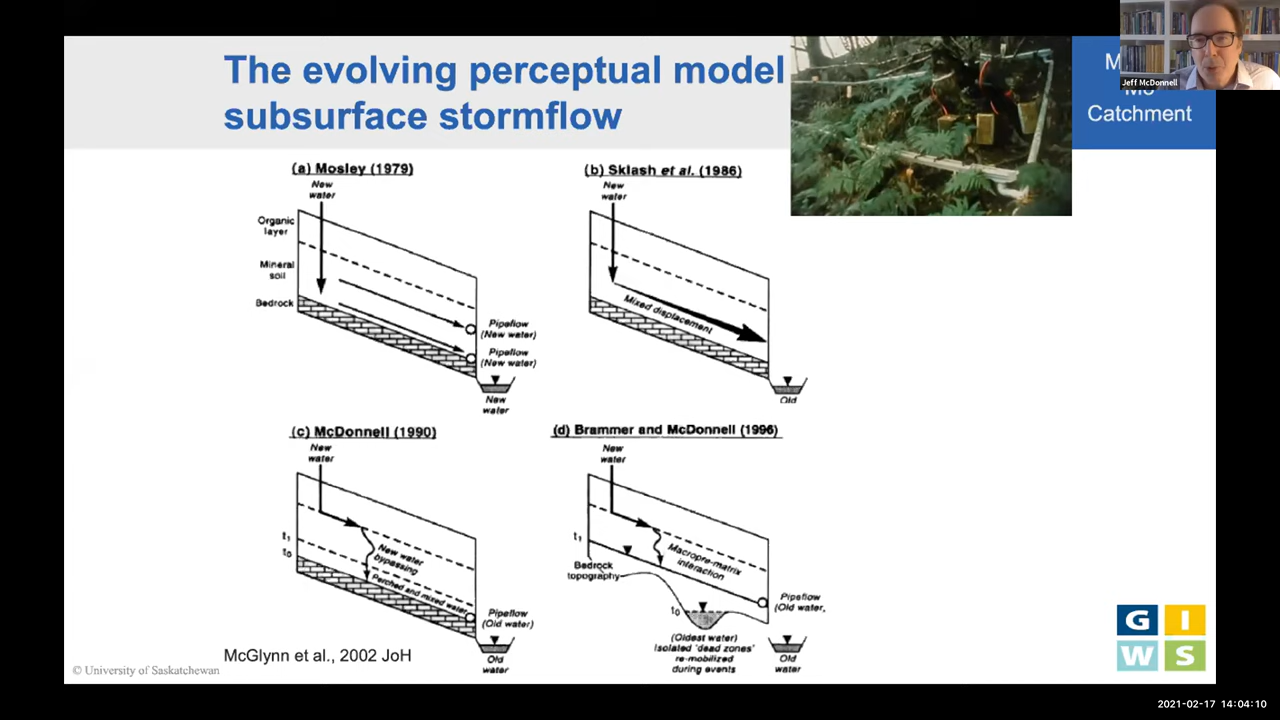 The evolving perceptual model
subsurface stormflow
Jeff McDonnell
Catchment
(a) Mosley (1979)
New
water
Organic
layer
Mineral
soil
Bedrock
Pipeflow
(New water)
Pipeflow
(New water)
New
water
(b) Sklash et al. (1986)
New
water
Mixed displacement
Old
(c) McDonnell (1990)
New
water
t₁
t₀
New water
bypassing
Perched and mixed water
Pipeflow
(Old water)
Old
water
(d) Brammer and McDonnell (1996)
New
water
t₁
Macropre-matrix
interaction
Bedrock
topography
t₀
Pipeflow
(Old water,
(Oldest water)
Isolated 'dead zones'
re-mobilized
during events
Old
water
McGlynn et al., 2002 JoH
© University of Saskatchewan
G I
W S
2021-02-17 14:04:10